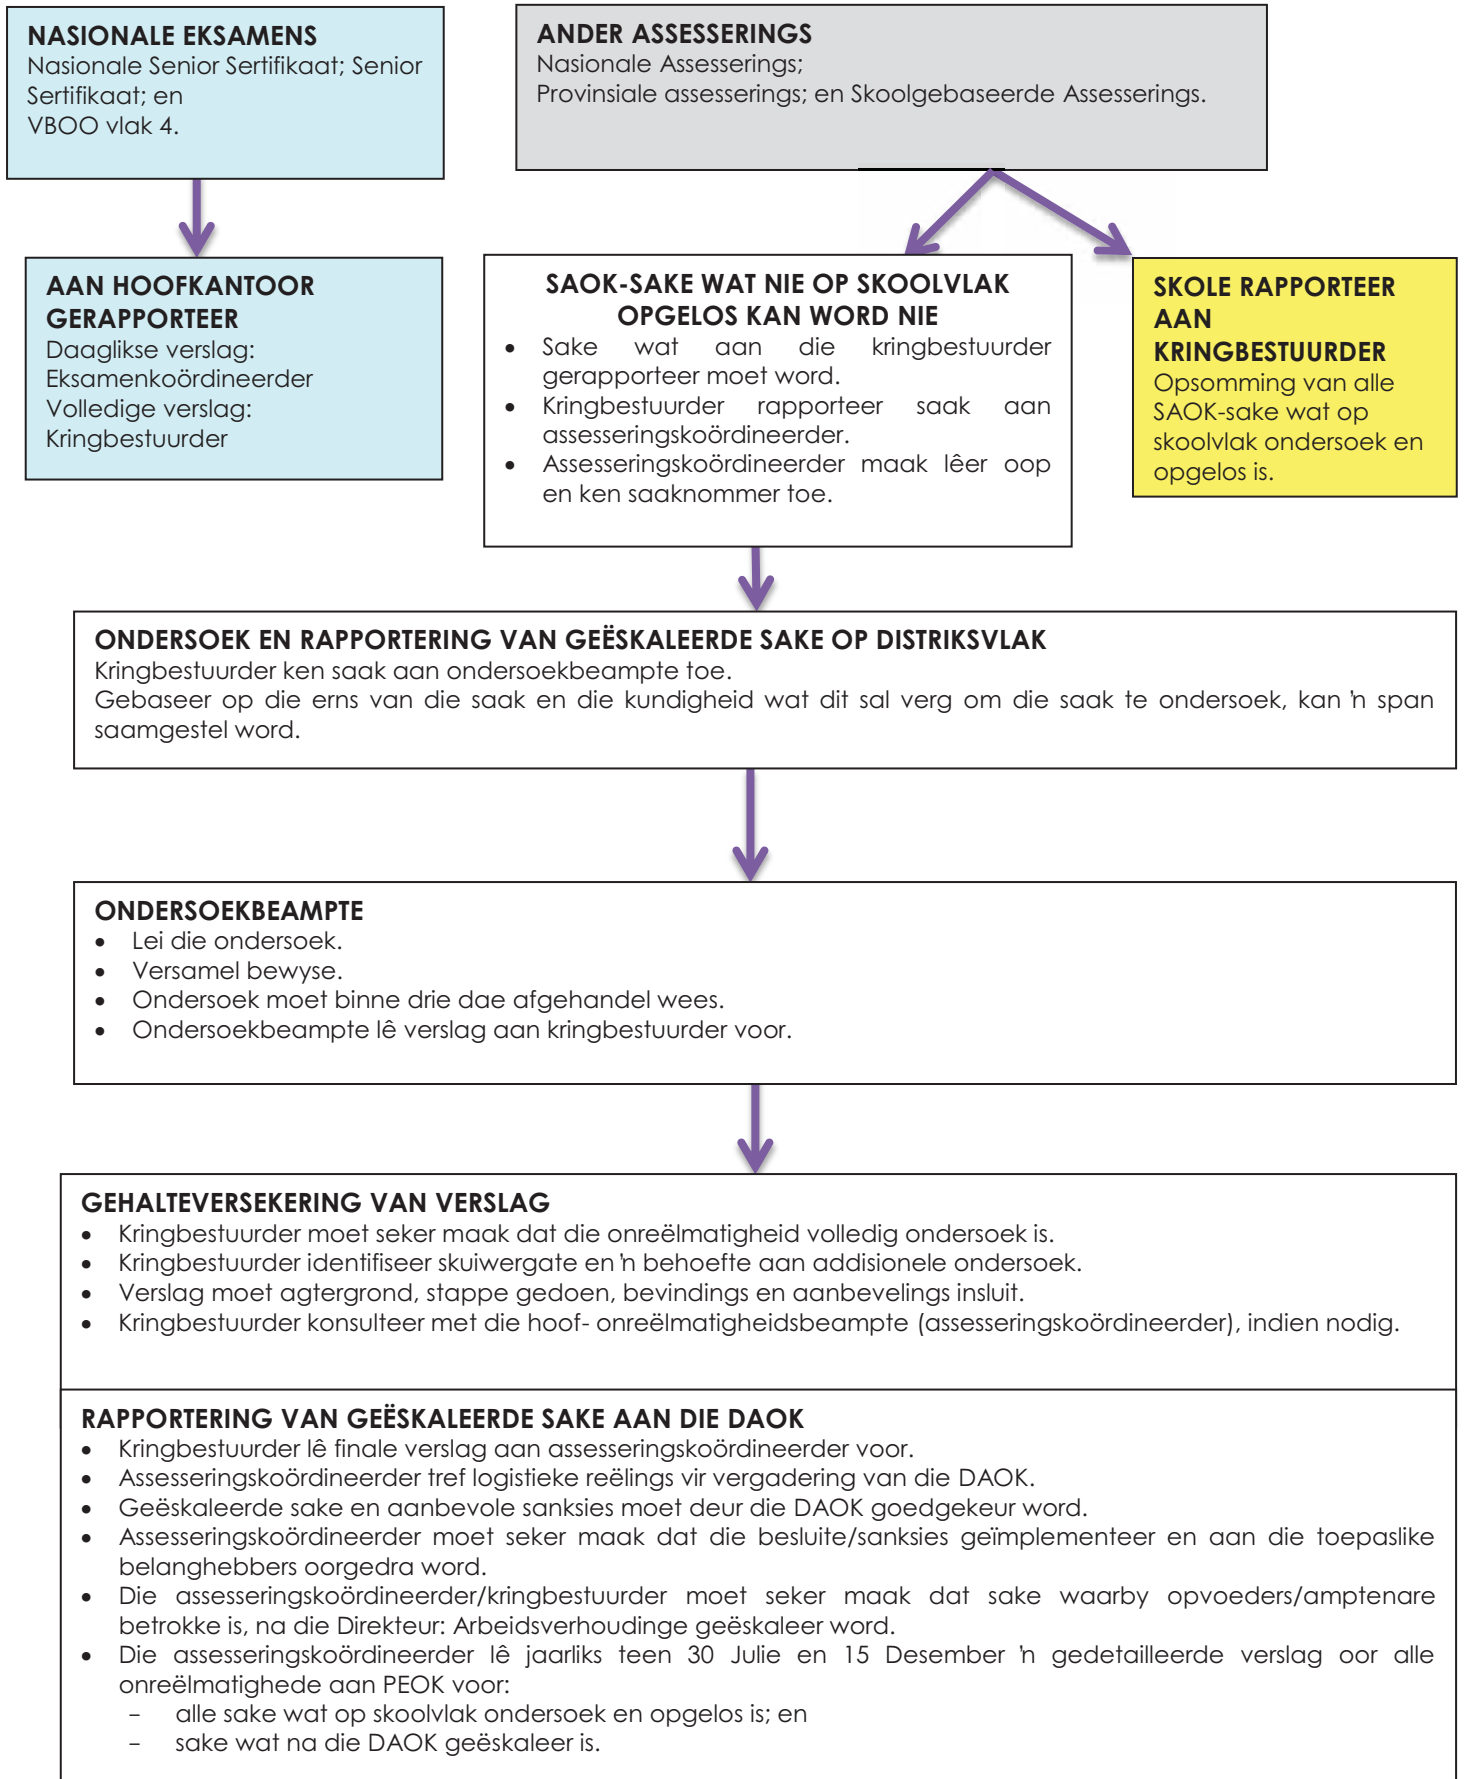 NASIONALE EKSAMENS
Nasionale Senior Sertifikaat; Senior
Sertifikaat; en
VBOO vlak 4.
ANDER ASSESSERINGS
Nasionale Assesserings;
Provinsiale assesserings; en Skoolgebaseerde Assesserings.
AAN HOOFKANTOOR
GERAPPORTEER
Daaglikse verslag:
Eksamenkoördineerder
Volledige verslag:
Kringbestuurder
SAOK-SAKE WAT NIE OP SKOOLVLAK
OPGELOS KAN WORD NIE
• Sake wat aan die kringbestuurder
gerapporteer moet word.
• Kringbestuurder rapporteer saak aan
assesseringskoördineerder.
• Assesseringskoördineerder maak lêer oop
en ken saaknommer toe.
SKOLE RAPPORTEER
AAN
KRINGBESTUURDER
Opsomming van alle
SAOK-sake wat op
skoolvlak ondersoek en
opgelos is.
ONDERSOEK EN RAPPORTERING VAN GEËSKALEERDE SAKE OP DISTRIKSVLAK
Kringbestuurder ken saak aan ondersoekbeampte toe.
Gebaseer op die erns van die saak en die kundigheid wat dit sal verg om die saak te ondersoek, kan 'n span
saamgestel word.
ONDERSOEKBEAMPTE
• Lei die ondersoek.
• Versamel bewyse.
• Ondersoek moet binne drie dae afgehandel wees.
• Ondersoekbeampte lê verslag aan kringbestuurder voor.
GEHALTEVERSEKERING VAN VERSLAG
• Kringbestuurder moet seker maak dat die onreëlmatigheid volledig ondersoek is.
• Kringbestuurder identifiseer skuiwergate en 'n behoefte aan addisionele ondersoek.
• Verslag moet agtergrond, stappe gedoen, bevindings en aanbevelings insluit.
• Kringbestuurder konsulteer met die hoof- onreëlmatigheidsbeampte (assesseringskoördineerder), indien nodig.
RAPPORTERING VAN GEËSKALEERDE SAKE AAN DIE DAOK
• Kringbestuurder lê finale verslag aan assesseringskoördineerder voor.
• Assesseringskoördineerder tref logistieke reëlings vir vergadering van die DAOK.
• Geëskaleerde sake en aanbevole sanksies moet deur die DAOK goedgekeur word.
• Assesseringskoördineerder moet seker maak dat die besluite/sanksies geïmplementeer en aan die toepaslike
belanghebbers oorgedra word.
• Die assesseringskoördineerder/kringbestuurder moet seker maak dat sake waarby opvoeders/amptenare
betrokke is, na die Direkteur: Arbeidsverhoudinge geëskaleer word.
• Die assesseringskoördineerder lê jaarliks teen 30 Julie en 15 Desember 'n gedetailleerde verslag oor alle
onreëlmatighede aan PEOK voor:
- alle sake wat op skoolvlak ondersoek en opgelos is; en
- sake wat na die DAOK geëskaleer is.